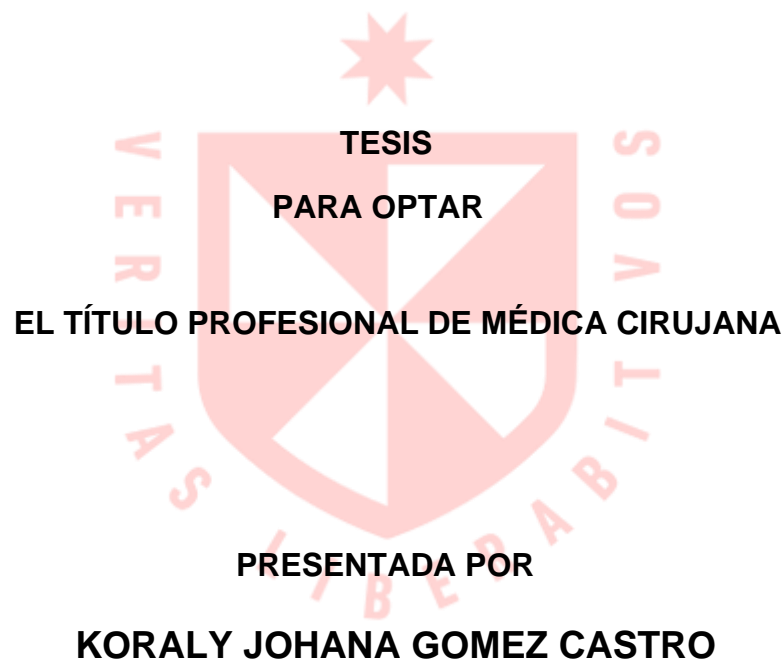 TESIS
PARA OPTAR
EL TÍTULO PROFESIONAL DE MÉDICA CIRUJANA
PRESENTADA POR
KORALY JOHANA GOMEZ CASTRO
VERITAS LIBERABIT VOS